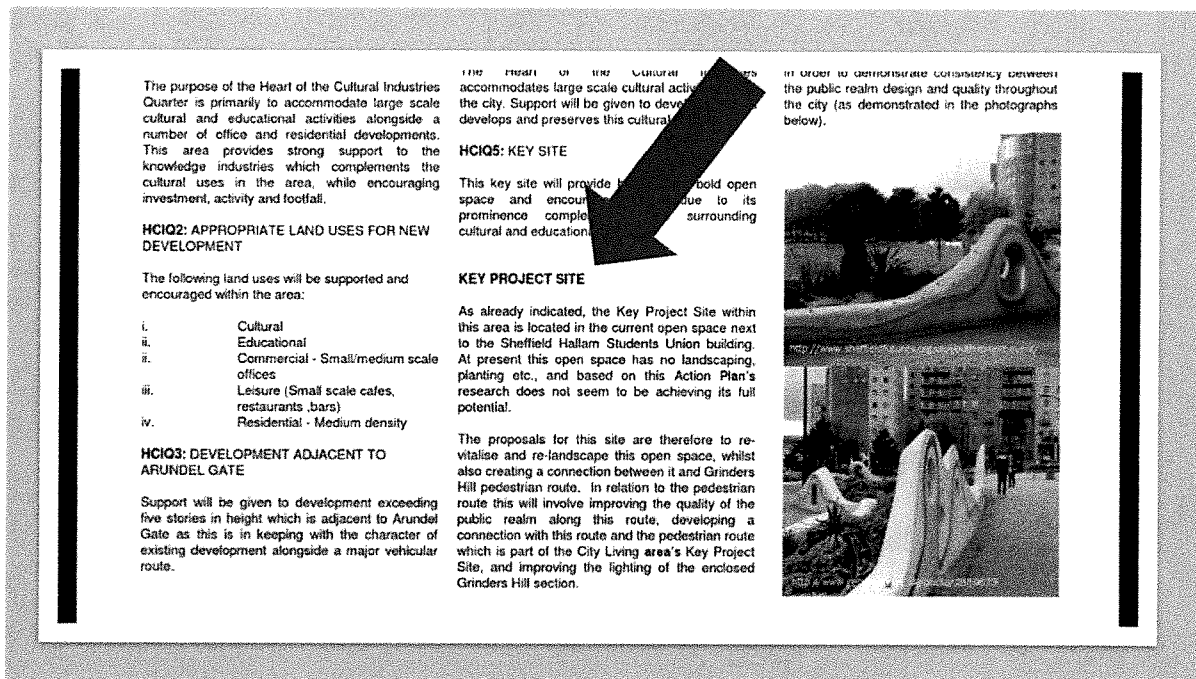 The purpose of the Heart of the Cultural Industries
Quarter is primarily to accommodate large scale
cultural and educational activities alongside a
number of office and residential developments.
This area provides strong support to the
knowledge industries which complements the
cultural uses in the area, while encouraging
investment, activity and footfall.
HCIQ2: APPROPRIATE LAND USES FOR NEW
DEVELOPMENT
The following land uses will be supported and
encouraged within the area:
i. Cultural
ii. Educational
ii. Commercial - Small/medium scale
offices
iii. Leisure (Small scale cafes,
restaurants ,bars)
iv. Residential - Medium density
HCIQ3: DEVELOPMENT ADJACENT TO
ARUNDEL GATE
Support will be given to development exceeding
five stories in height which is adjacent to Arundel
Gate as this is in keeping with the character of
existing development alongside a major vehicular
route.
The Heart of the Cultural Industries
accommodates large scale cultural
the city. Support will be given to
develops and preserves this cultural
HCIQ5: KEY SITE
This key site will provide bold open
space and due to its
prominence surrounding
cultural and
KEY PROJECT SITE
As already indicated, the Key Project Site within
this area is located in the current open space next
to the Sheffield Hallam Students Union building.
At present this open space has no landscaping,
planting etc., and based on this Action Plan's
research does not seem to be achieving its full
potential.
The proposals for this site are therefore to re-
vitalise and re-landscape this open space, whilst
also creating a connection between it and Grinders
Hill pedestrian route. In relation to the pedestrian
route this will involve improving the quality of the
public realm along this route, developing a
connection with this route and the pedestrian route
which is part of the City Living area's Key Project
Site, and improving the lighting of the enclosed
Grinders Hill section.
in order to demonstrate consistency between
the public realm design and quality throughout
the city (as demonstrated in the photographs
below).